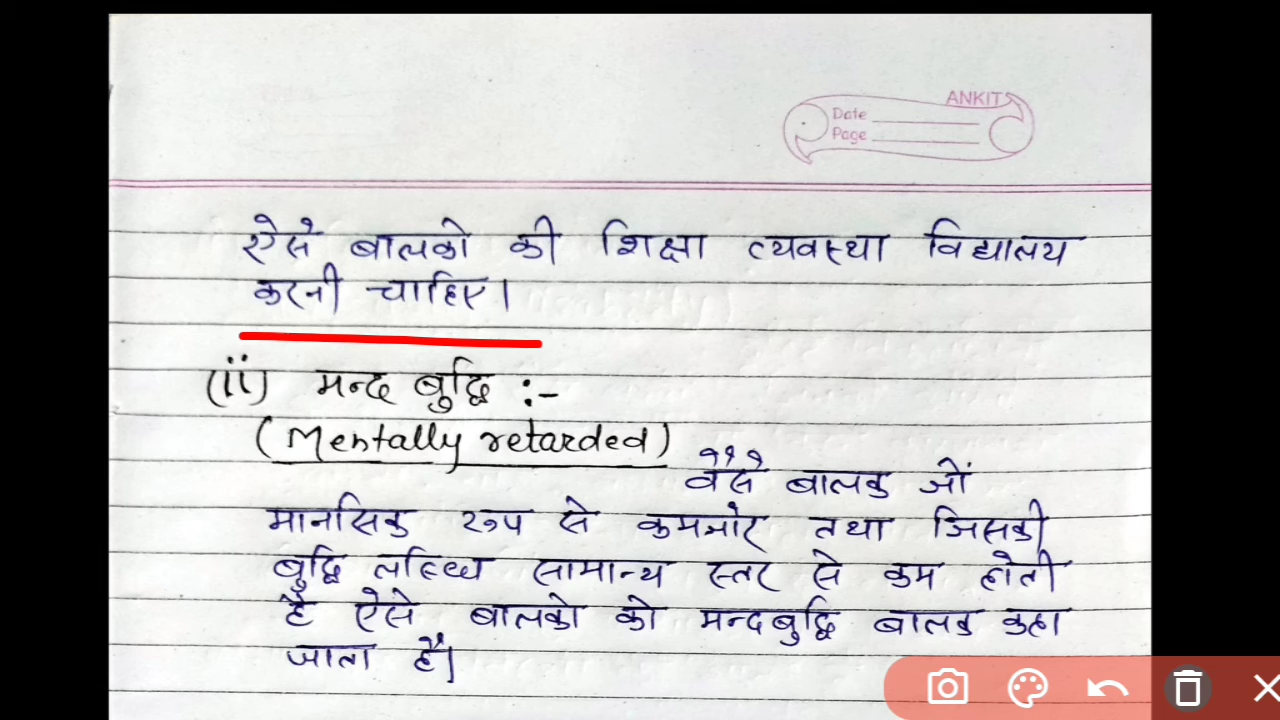 ANKIT
Date
Page
ऐसे बालको की शिक्षा व्यवस्था विद्यालय
करनी चाहिए।
(ii) मन्द बुद्धि :-
(Mentally retarded)
वैसे बालक जों
मानसिक रूप से कमजोर तथा जिसकी
बुद्धि लब्धि सामान्य स्तर से कम होती
है ऐसे बालको को मन्दबुद्धि बालक कहा
जाता है।